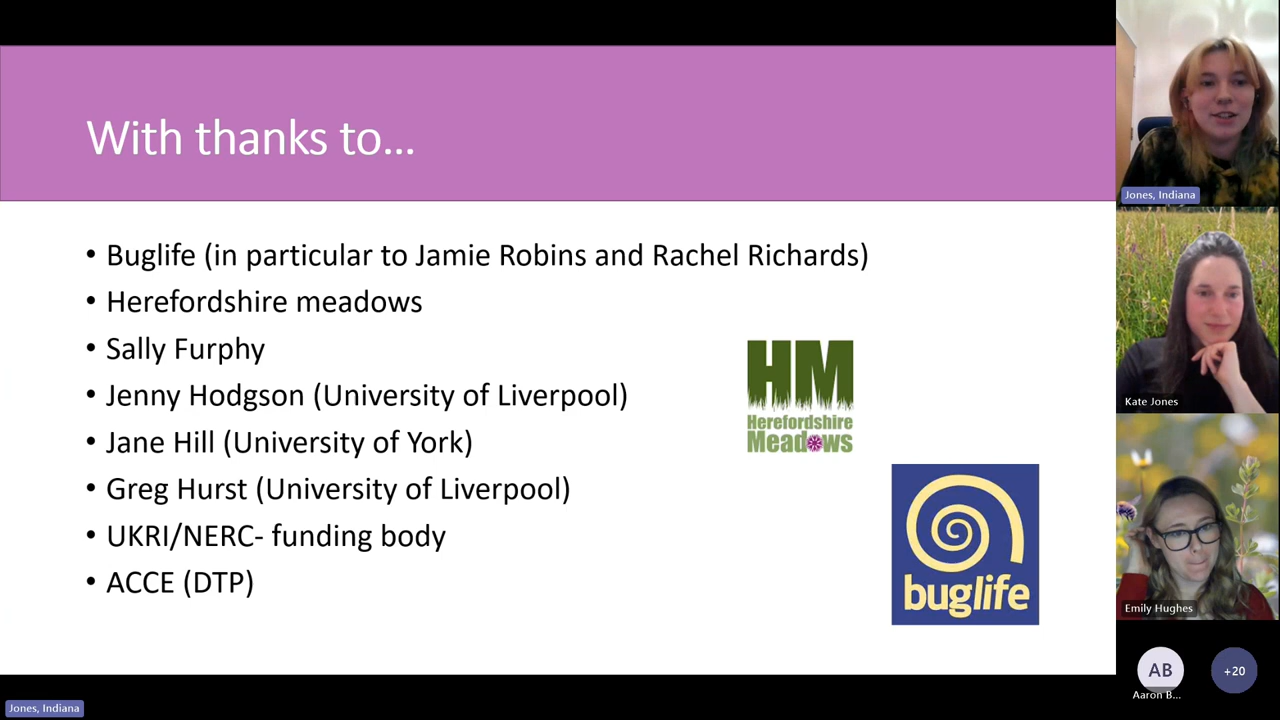 With thanks to...
• Buglife (in particular to Jamie Robins and Rachel Richards)
• Herefordshire meadows
• Sally Furphy
• Jenny Hodgson (University of Liverpool)
• Jane Hill (University of York)
• Greg Hurst (University of Liverpool)
• UKRI/NERC- funding body
• ACCE (DTP)
HM
Herefordshire
Meadows
buglife
Jones, Indiana
Kate Jones
Emily Hughes
AB
Aaron B...
+20
Jones, Indiana